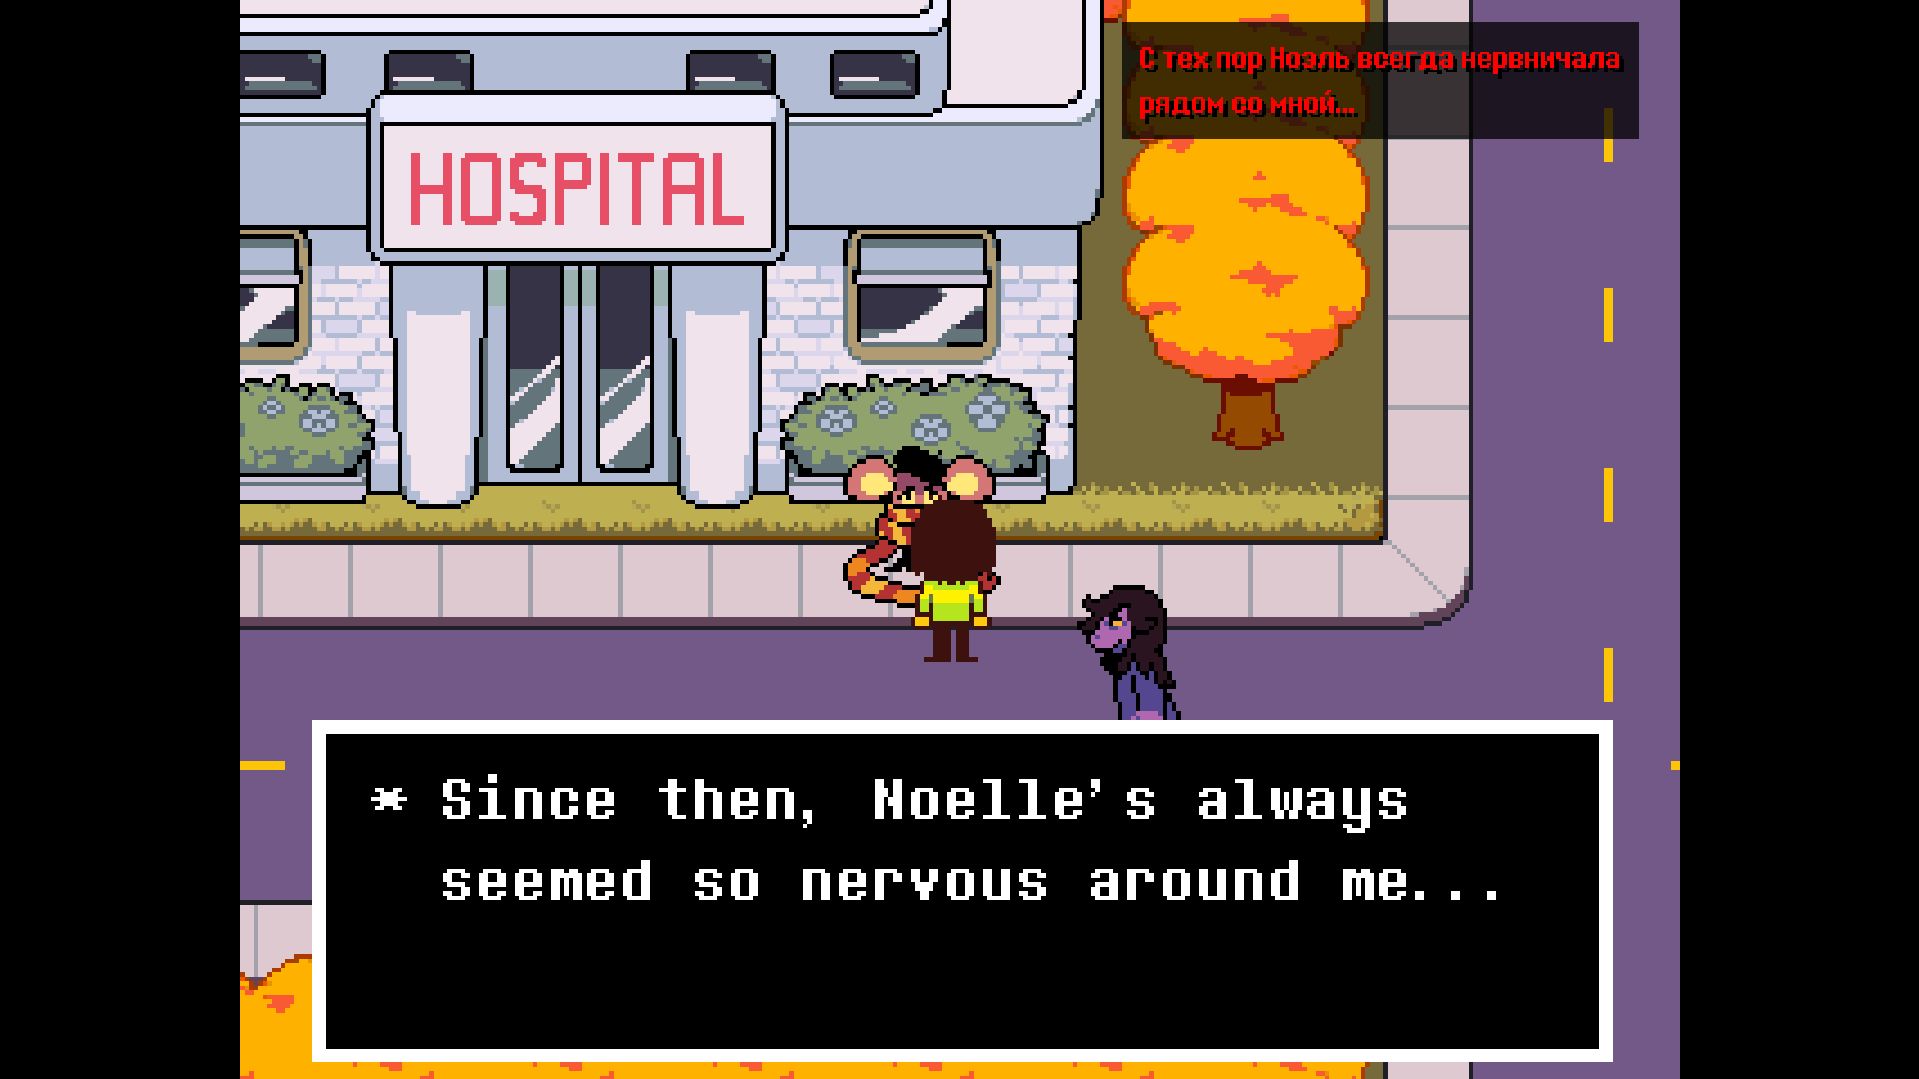 С тех пор Ноэль всегда нервничала
рядом со мной...
HOSPITAL
* Since then, Noelle's always
seemed so nervous around me...